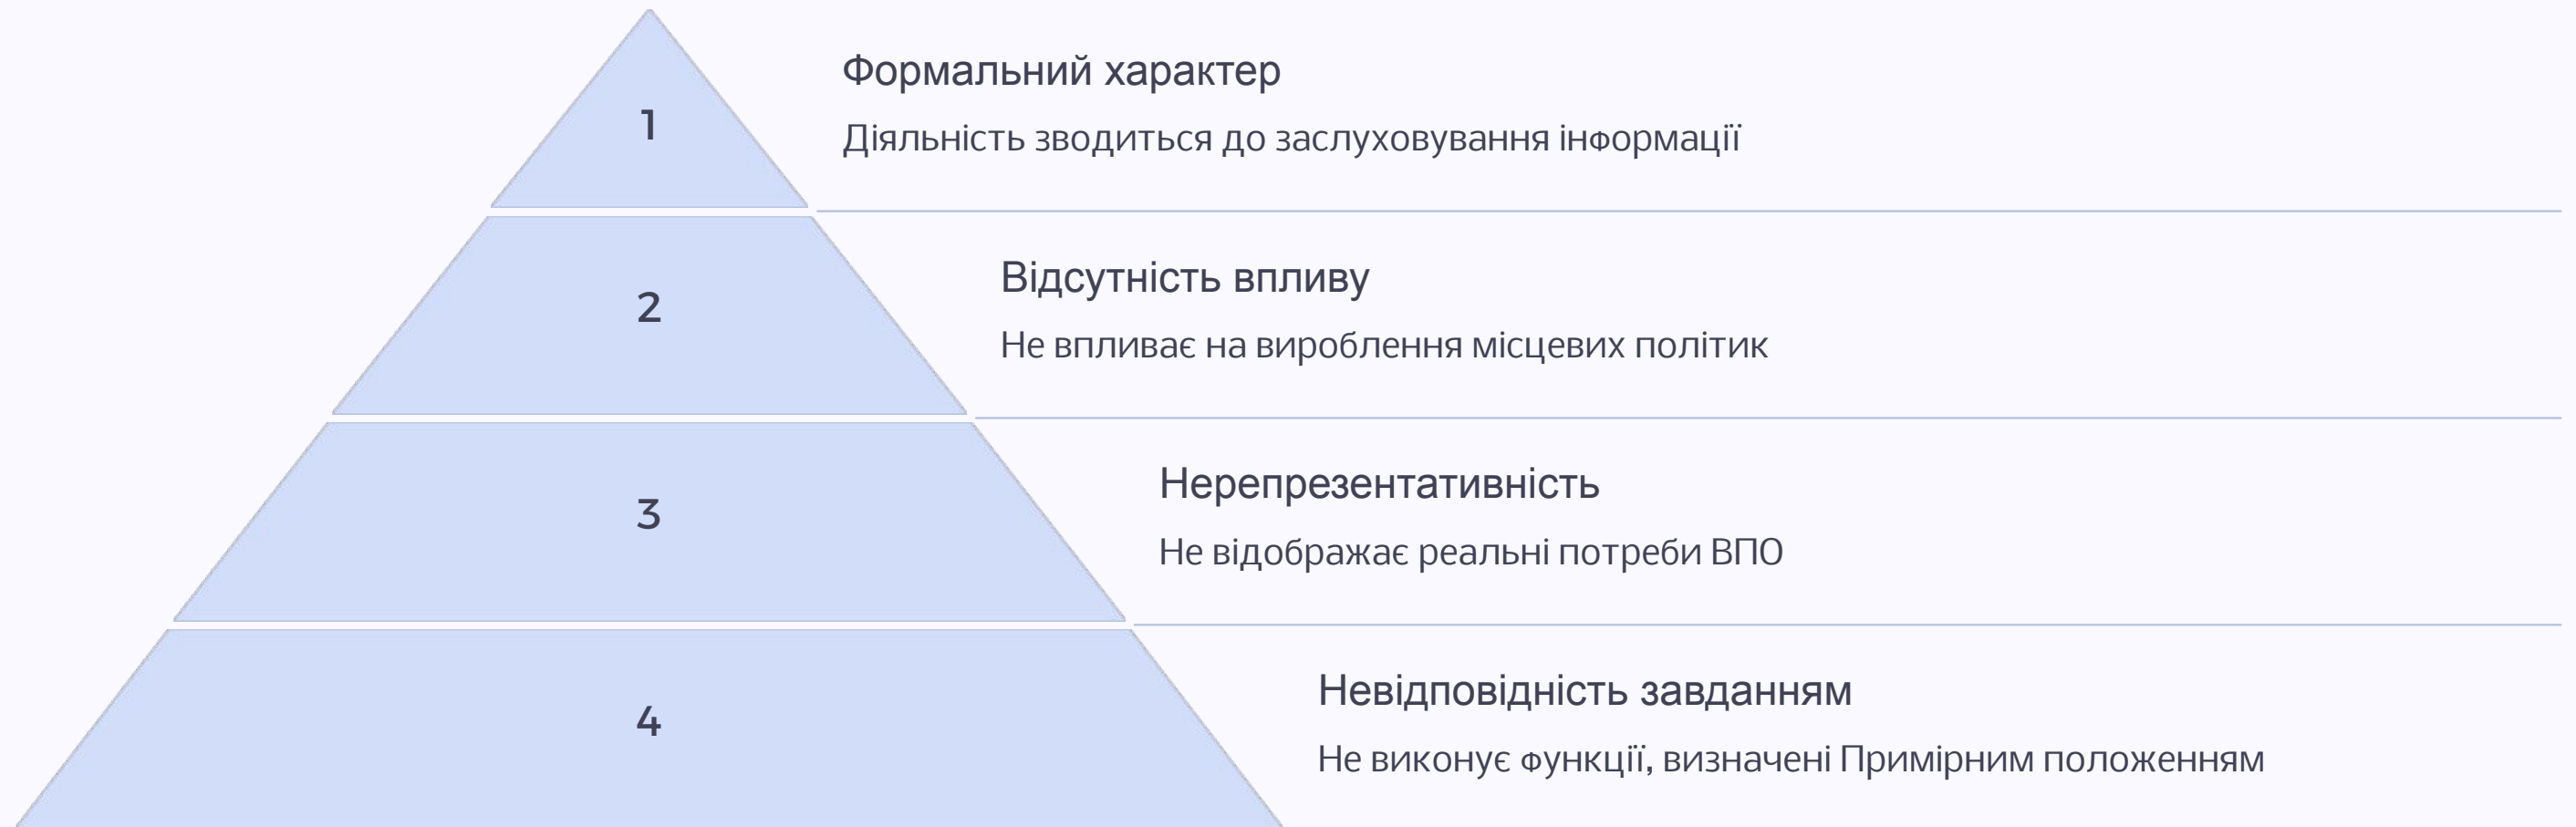 1
Формальний характер
Діяльність зводиться до заслуховування інформації
2
Відсутність впливу
Не впливає на вироблення місцевих політик
3
Нерепрезентативність
Не відображає реальні потреби ВПО
4
Невідповідність завданням
Не виконує функції, визначені Примірним положенням